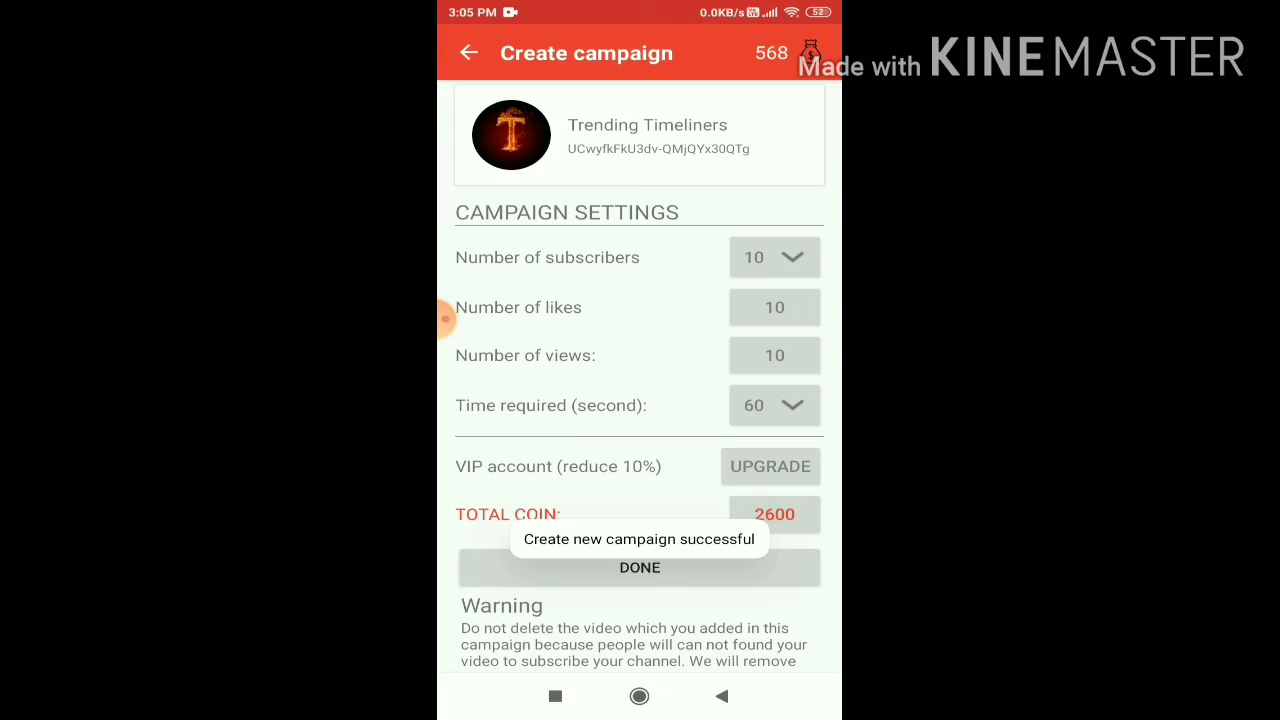 3:05 PM 0.0KB/s 52
Create campaign 568
Made with KINEMASTER
T
Trending Timeliners
UCwyfkFkU3dv-QMjQYx30QTg
CAMPAIGN SETTINGS
Number of subscribers 10
Number of likes 10
Number of views: 10
Time required (second): 60
VIP account (reduce 10%) UPGRADE
TOTAL COIN: 2600
Create new campaign successful
DONE
Warning
Do not delete the video which you added in this
campaign because people will can not found your
video to subscribe your channel. We will remove